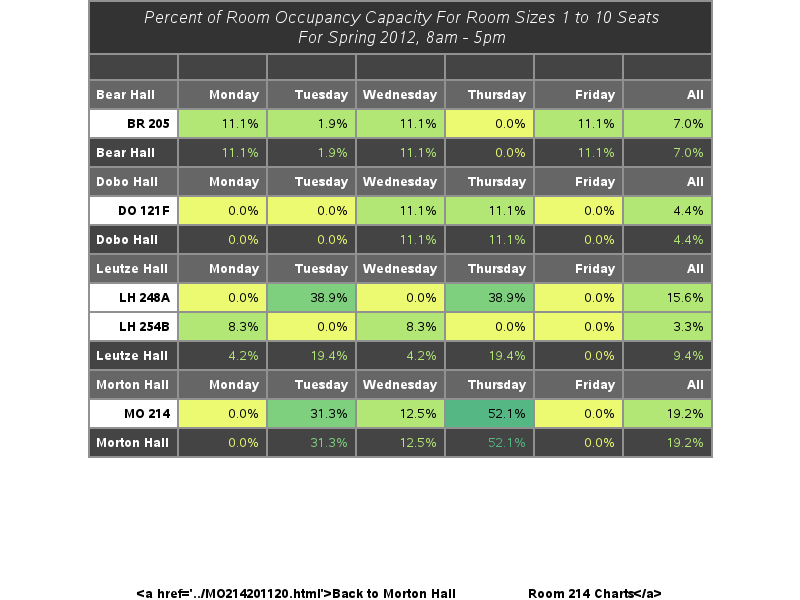 Percent of Room Occupancy Capacity For Room Sizes 1 to 10 Seats
For Spring 2012, 8am - 5pm
Bear Hall Monday Tuesday Wednesday Thursday Friday All
BR 205 11.1% 1.9% 11.1% 0.0% 11.1% 7.0%
Bear Hall 11.1% 1.9% 11.1% 0.0% 11.1% 7.0%
Dobo Hall Monday Tuesday Wednesday Thursday Friday All
DO 121F 0.0% 0.0% 11.1% 11.1% 0.0% 4.4%
Dobo Hall 0.0% 0.0% 11.1% 11.1% 0.0% 4.4%
Leutze Hall Monday Tuesday Wednesday Thursday Friday All
LH 248A 0.0% 38.9% 0.0% 38.9% 0.0% 15.6%
LH 254B 8.3% 0.0% 8.3% 0.0% 0.0% 3.3%
Leutze Hall 4.2% 19.4% 4.2% 19.4% 0.0% 9.4%
Morton Hall Monday Tuesday Wednesday Thursday Friday All
MO 214 0.0% 31.3% 12.5% 52.1% 0.0% 19.2%
Morton Hall 0.0% 31.3% 12.5% 52.1% 0.0% 19.2%
<a href='../MO214201120.html'>Back to Morton Hall Room 214 Charts</a>